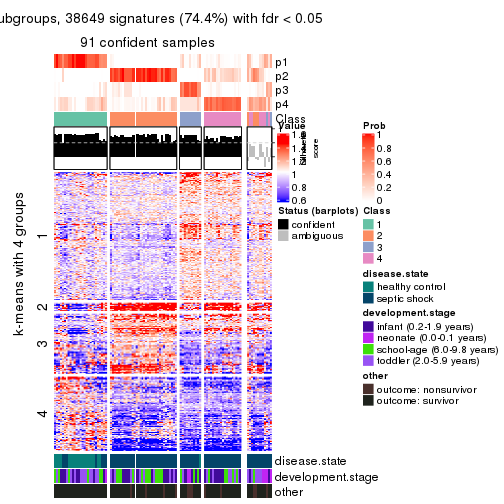 ubgroups, 38649 signatures (74.4%) with fdr < 0.05
91 confident samples
p1
p2
p3
p4
Class
k-means with 4 groups
1
2
3
4
disease.state
development.stage
other
Value
1
0.8
0.6
Silhouette
score
Status (barplots)
confident
ambiguous
Prob
1
0.8
0.6
0.4
0.2
0
Class
1
2
3
4
disease.state
healthy control
septic shock
development.stage
infant (0.2-1.9 years)
neonate (0.0-0.1 years)
school-age (6.0-9.8 years)
toddler (2.0-5.9 years)
other
outcome: nonsurvivor
outcome: survivor